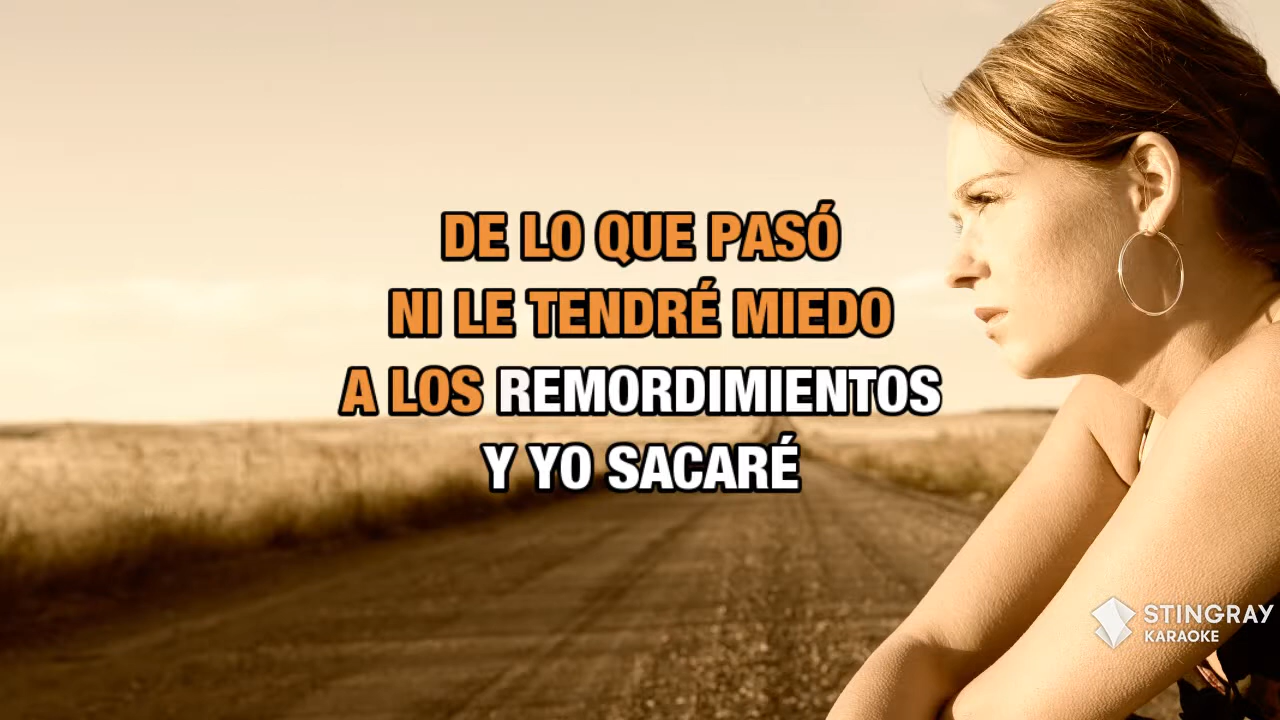 DE LO QUE PASÓ
NI LE TENDRÉ MIEDO
A LOS REMORDIMIENTOS
Y YO SACARÉ
STINGRAY
KARAOKE